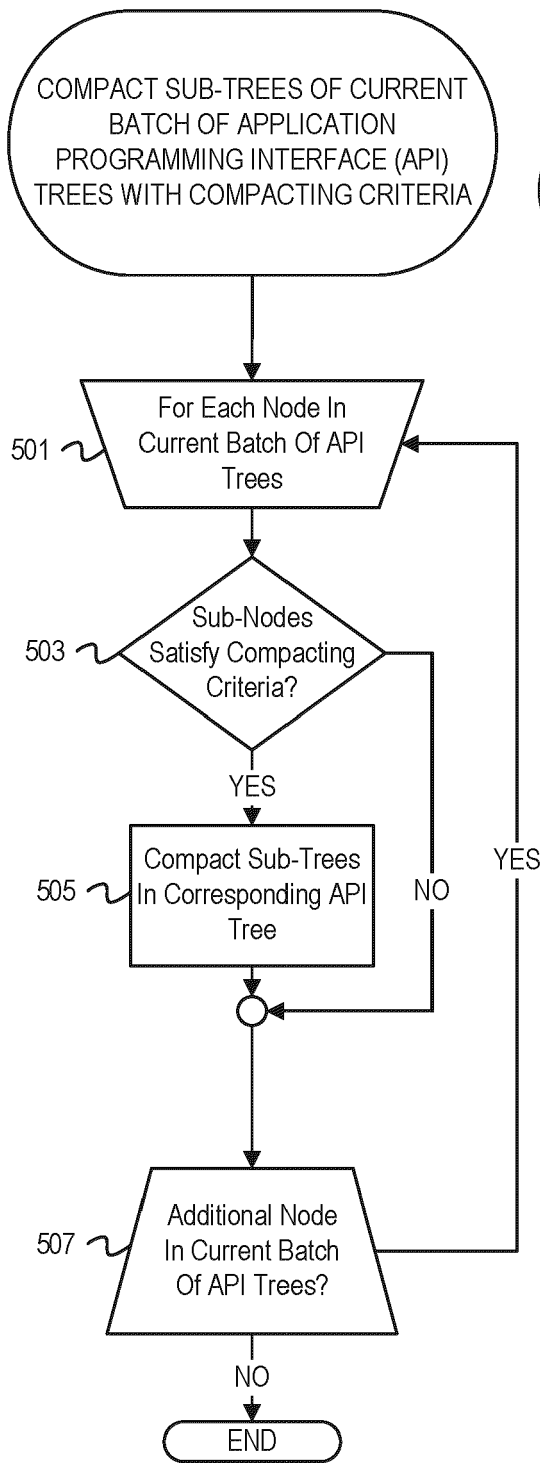 COMPACT SUB-TREES OF CURRENT
BATCH OF APPLICATION
PROGRAMMING INTERFACE (API)
TREES WITH COMPACTING CRITERIA
For Each Node In
Current Batch Of API
Trees
501
Sub-Nodes
Satisfy Compacting
Criteria?
503
YES
NO
Compact Sub-Trees
In Corresponding API
Tree
505
YES
Additional Node
In Current Batch
Of API Trees?
507
NO
END